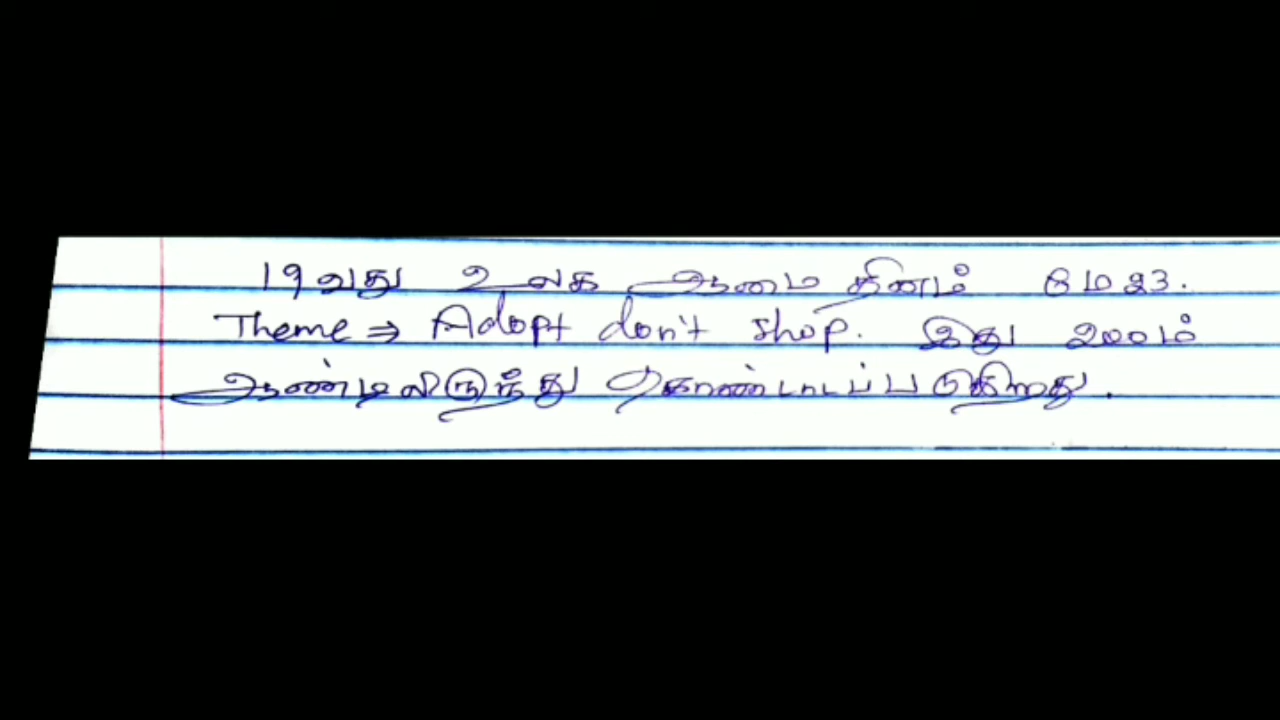 19வது உலக ஆமை தினம் மே 23.
Theme ⇒ Adopt don't shop. இது 2000ம்
ஆண்டிலிருந்து கொண்டாடப்படுகிறது.